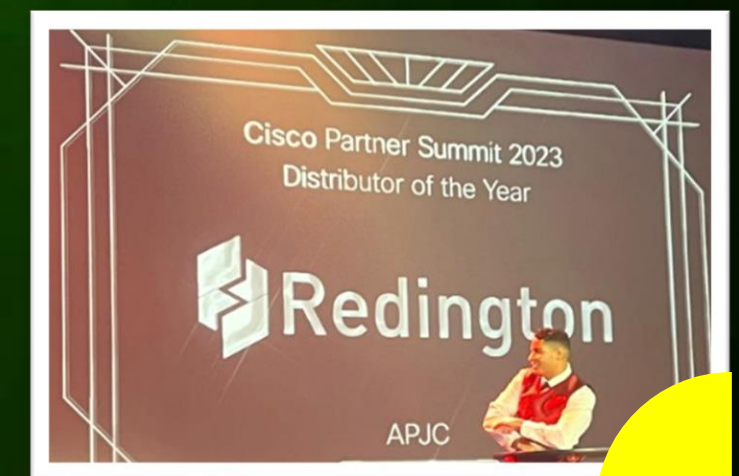 Cisco Partner Summit 2023
Distributor of the Year
Redington
APJC